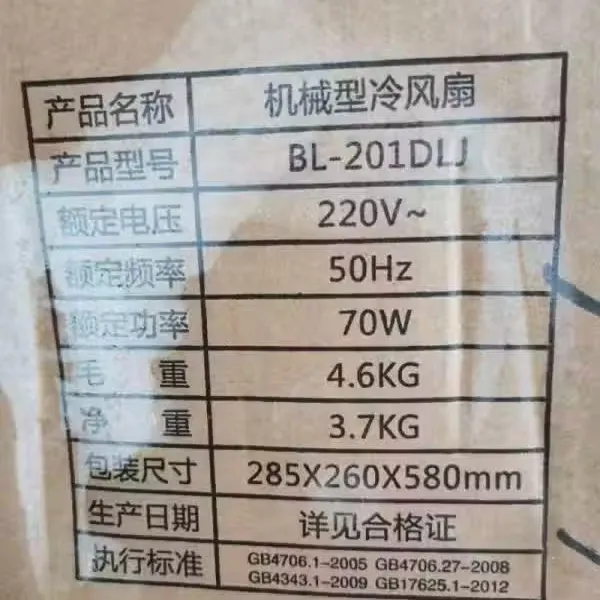 产品名称 机械型冷风扇
产品型号 BL-201DLJ
额定电压 220V~
额定频率 50Hz
额定功率 70W
毛 重 4.6KG
净 重 3.7KG
包装尺寸 285X260X580mm
生产日期 详见合格证
执行标准 GB4706.1-2005 GB4706.27-2008
GB4343.1-2009 GB17625.1-2012